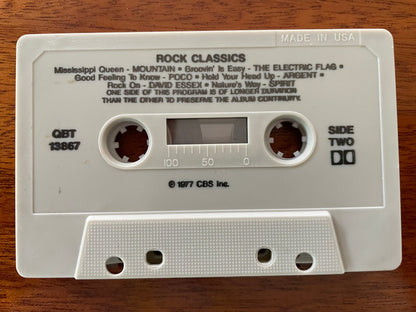 MADE IN USA
ROCK CLASSICS
Mississippi Queen - MOUNTAIN • Groovin' Is Easy - THE ELECTRIC FLAG •
Good Feeling To Know - POCO • Hold Your Head Up - ARGENT •
Rock On - DAVID ESSEX • Nature's Way - SPIRIT
ONE SIDE OF THIS PROGRAM IS OF LONGER DURATION
THAN THE OTHER TO PRESERVE THE ALBUM CONTINUITY.
QBT
13867
SIDE
TWO
100 50 0
℗ 1977 CBS Inc.